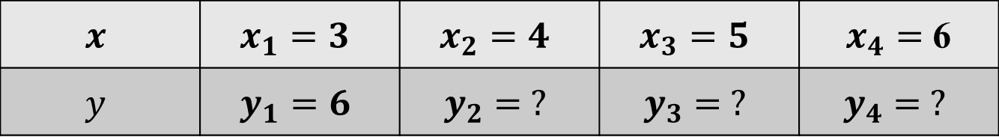 x x₁ = 3 x₂ = 4 x₃ = 5 x₄ = 6
y y₁ = 6 y₂ = ? y₃ = ? y₄ = ?